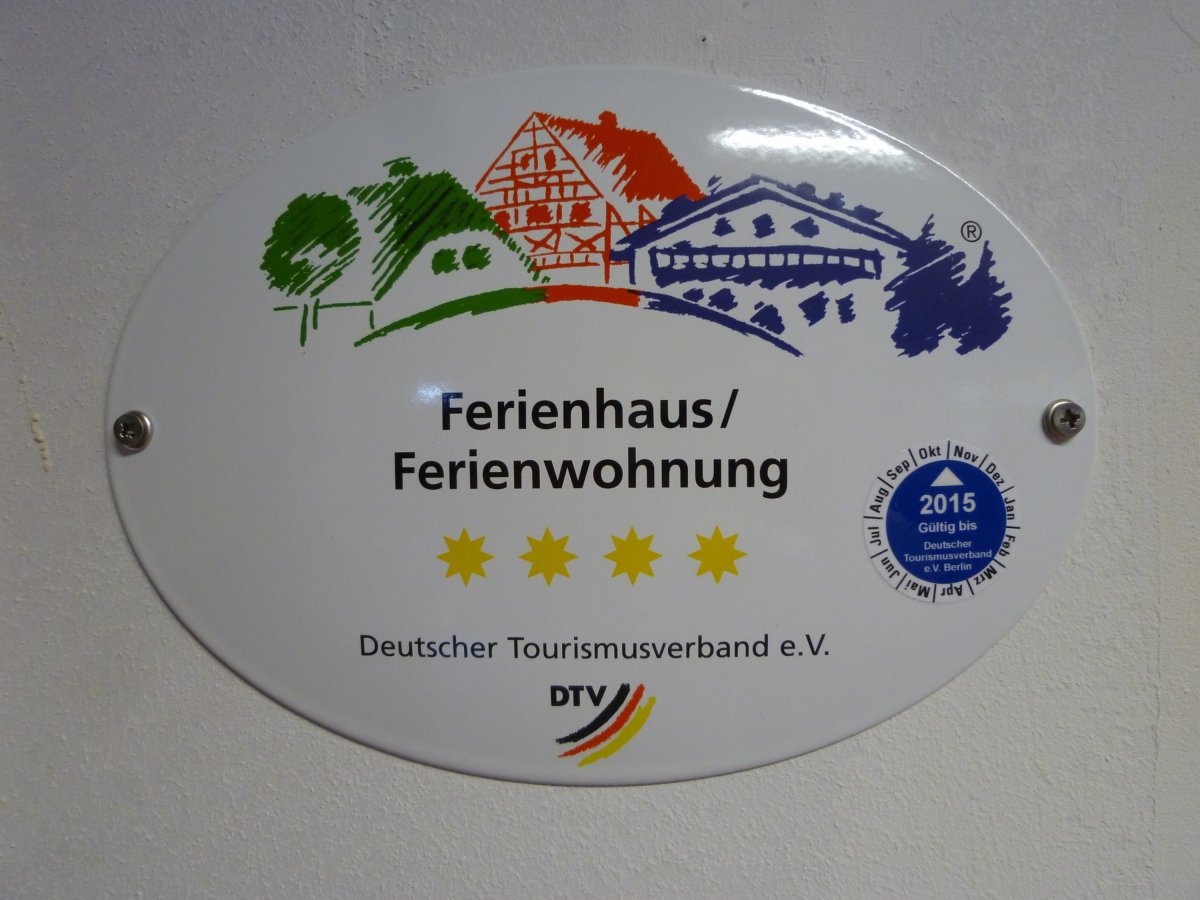 ®
Ferienhaus/
Ferienwohnung
Okt | Nov | Dez | Jan | Feb | Mrz | Apr | Mai | Jun | Jul | Aug | Sep
2015
Gültig bis
Deutscher
Tourismusverband
e.V. Berlin
Deutscher Tourismusverband e.V.
DTV